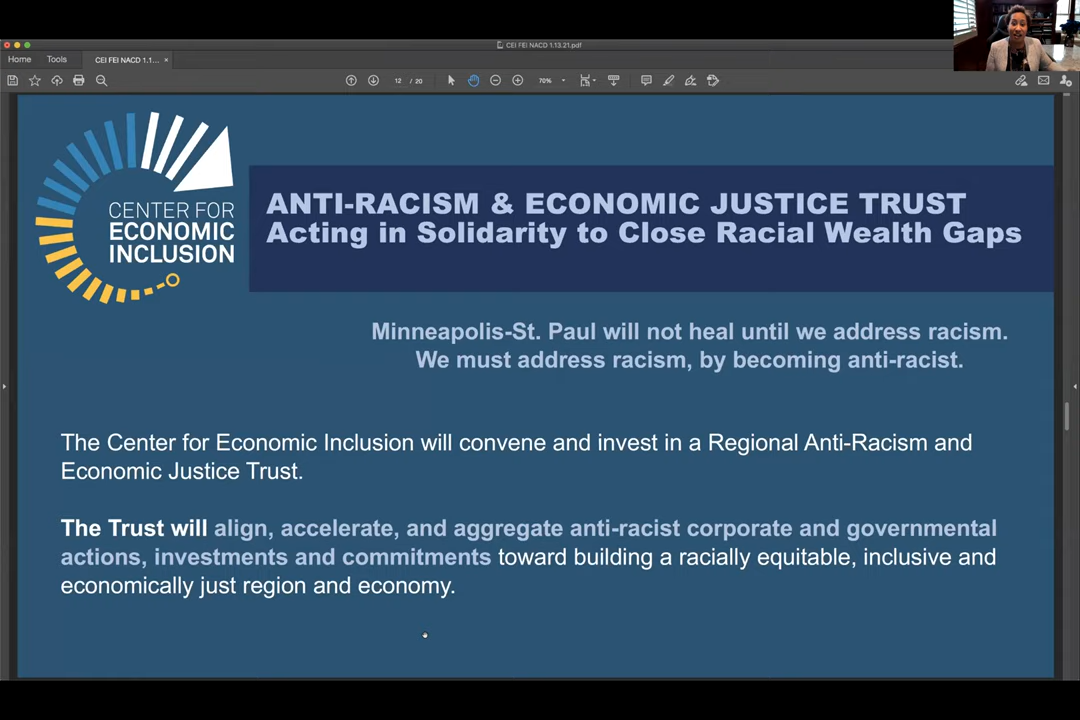 CEI FEI NACD 1.13.21.pdf
Home Tools CEI FEI NACD 1.1... ×
12 / 20 70%
CENTER FOR
ECONOMIC
INCLUSION
ANTI-RACISM & ECONOMIC JUSTICE TRUST
Acting in Solidarity to Close Racial Wealth Gaps
Minneapolis-St. Paul will not heal until we address racism.
We must address racism, by becoming anti-racist.
The Center for Economic Inclusion will convene and invest in a Regional Anti-Racism and
Economic Justice Trust.
The Trust will align, accelerate, and aggregate anti-racist corporate and governmental
actions, investments and commitments toward building a racially equitable, inclusive and
economically just region and economy.